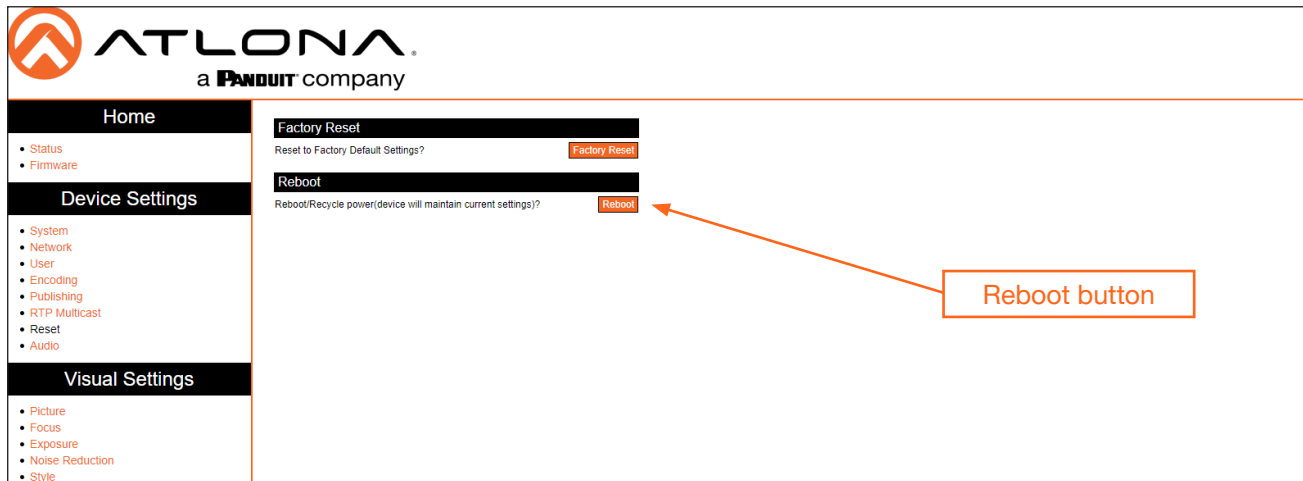 ATLONA®
a PANDUIT™ company
Home
• Status
• Firmware
Device Settings
• System
• Network
• User
• Encoding
• Publishing
• RTP Multicast
• Reset
• Audio
Visual Settings
• Picture
• Focus
• Exposure
• Noise Reduction
• Style
Factory Reset
Reset to Factory Default Settings? Factory Reset
Reboot
Reboot/Recycle power(device will maintain current settings)? Reboot
Reboot button